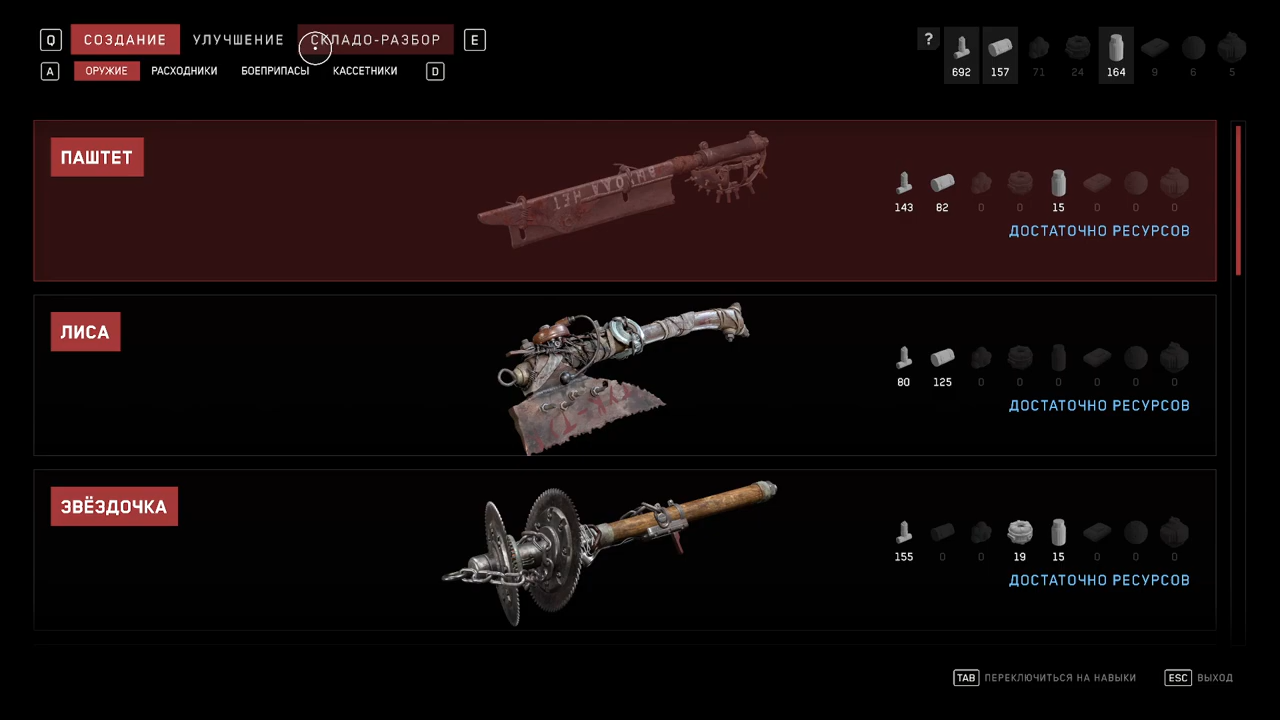 Q СОЗДАНИЕ УЛУЧШЕНИЕ СКЛАДО-РАЗБОР E
A ОРУЖИЕ РАСХОДНИКИ БОЕПРИПАСЫ КАССЕТНИКИ D
?
692 157 71 24 164 9 6 5
ПАШТЕТ
143 82 0 0 15 0 0 0
ДОСТАТОЧНО РЕСУРСОВ
ЛИСА
80 125 0 0 0 0 0 0
ДОСТАТОЧНО РЕСУРСОВ
ЗВЁЗДОЧКА
155 0 0 19 15 0 0 0
ДОСТАТОЧНО РЕСУРСОВ
TAB ПЕРЕКЛЮЧИТЬСЯ НА НАВЫКИ ESC ВЫХОД